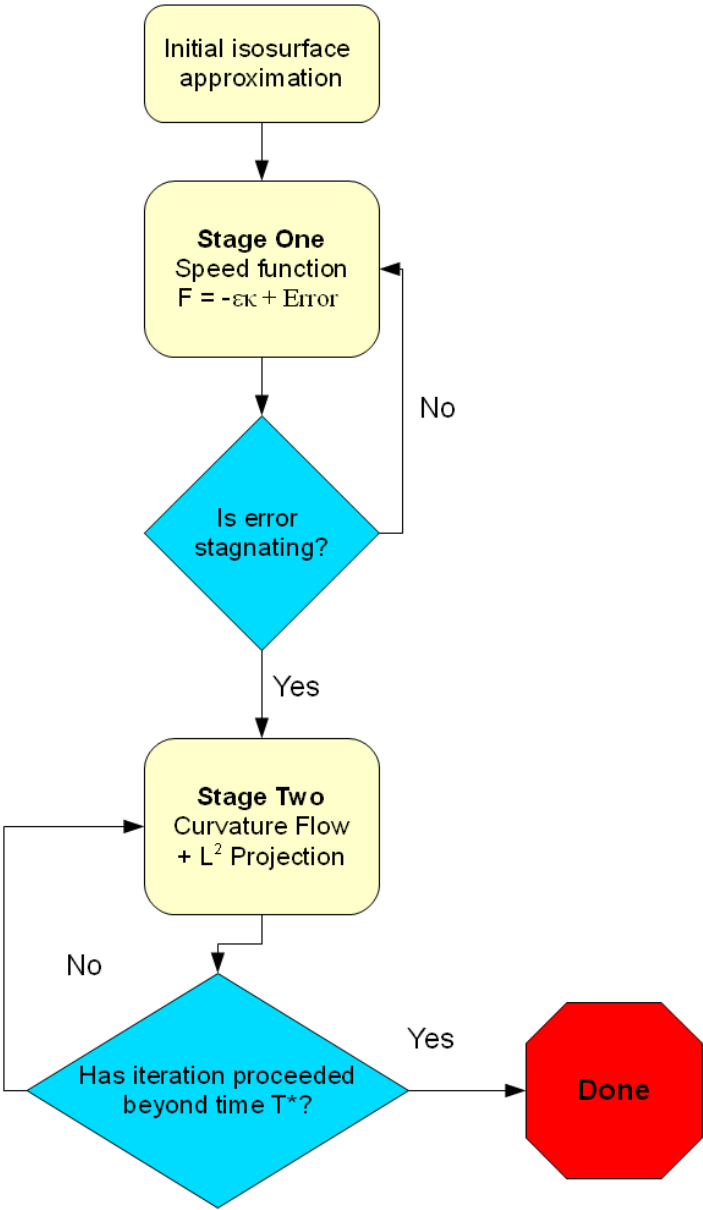 Initial isosurface
approximation
Stage One
Speed function
F = -εκ + Error
No
Is error
stagnating?
Yes
Stage Two
Curvature Flow
+ L² Projection
No
Yes
Has iteration proceeded
beyond time T*?
Done